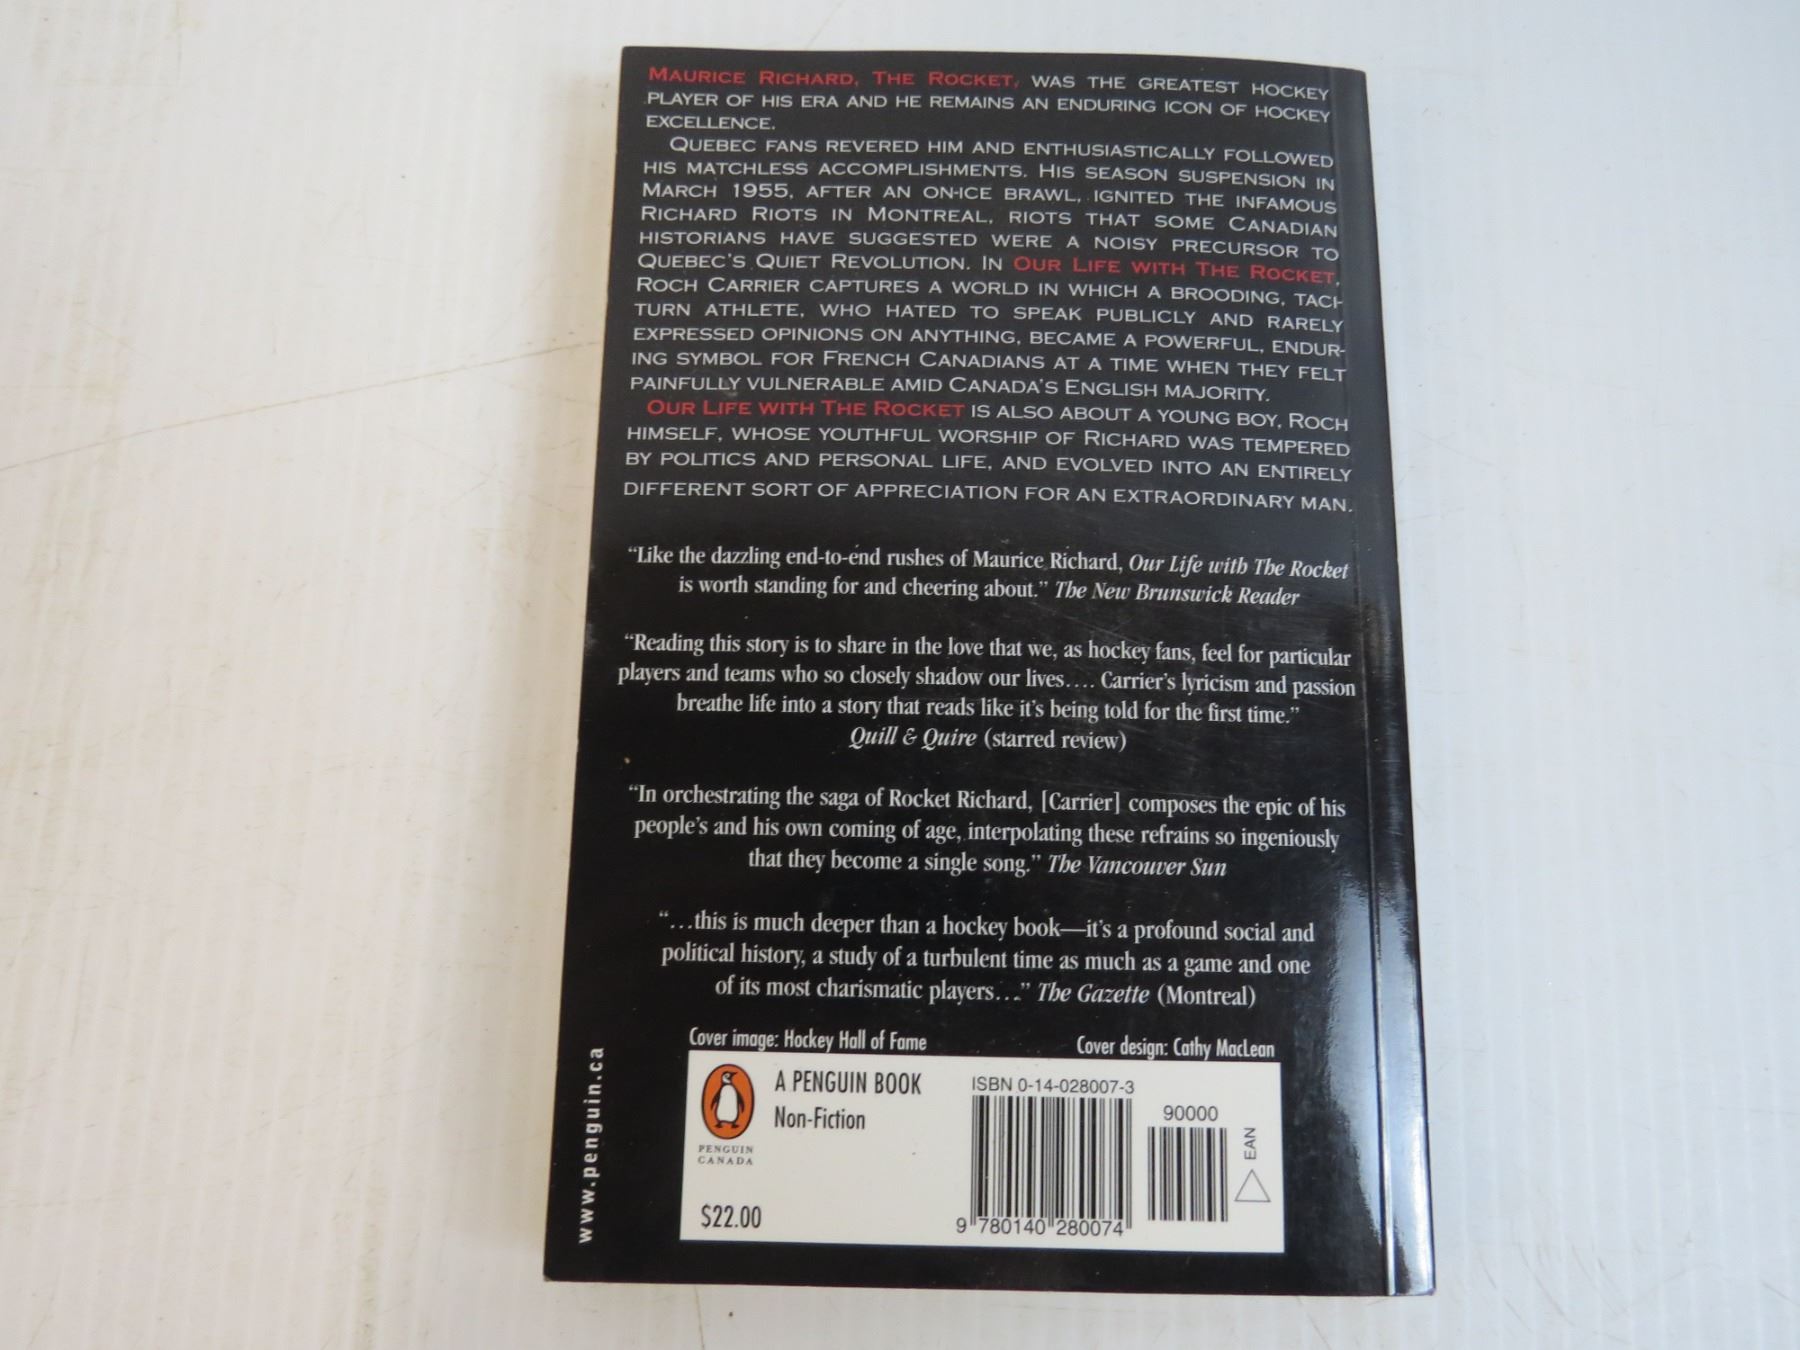 MAURICE RICHARD, THE ROCKET, WAS THE GREATEST HOCKEY
PLAYER OF HIS ERA AND HE REMAINS AN ENDURING ICON OF HOCKEY
EXCELLENCE.
QUEBEC FANS REVERED HIM AND ENTHUSIASTICALLY FOLLOWED
HIS MATCHLESS ACCOMPLISHMENTS. HIS SEASON SUSPENSION IN
MARCH 1955, AFTER AN ON-ICE BRAWL, IGNITED THE INFAMOUS
RICHARD RIOTS IN MONTREAL, RIOTS THAT SOME CANADIAN
HISTORIANS HAVE SUGGESTED WERE A NOISY PRECURSOR TO
QUEBEC'S QUIET REVOLUTION. IN OUR LIFE WITH THE ROCKET,
ROCH CARRIER CAPTURES A WORLD IN WHICH A BROODING, TACI-
TURN ATHLETE, WHO HATED TO SPEAK PUBLICLY AND RARELY
EXPRESSED OPINIONS ON ANYTHING, BECAME A POWERFUL, ENDUR-
ING SYMBOL FOR FRENCH CANADIANS AT A TIME WHEN THEY FELT
PAINFULLY VULNERABLE AMID CANADA'S ENGLISH MAJORITY.
OUR LIFE WITH THE ROCKET IS ALSO ABOUT A YOUNG BOY, ROCH
HIMSELF, WHOSE YOUTHFUL WORSHIP OF RICHARD WAS TEMPERED
BY POLITICS AND PERSONAL LIFE, AND EVOLVED INTO AN ENTIRELY
DIFFERENT SORT OF APPRECIATION FOR AN EXTRAORDINARY MAN.
“Like the dazzling end-to-end rushes of Maurice Richard, Our Life with The Rocket
is worth standing for and cheering about.” The New Brunswick Reader
“Reading this story is to share in the love that we, as hockey fans, feel for particular
players and teams who so closely shadow our lives.... Carrier's lyricism and passion
breathe life into a story that reads like it's being told for the first time.”
Quill & Quire (starred review)
“In orchestrating the saga of Rocket Richard, [Carrier] composes the epic of his
people's and his own coming of age, interpolating these refrains so ingeniously
that they become a single song.” The Vancouver Sun
“...this is much deeper than a hockey book—it's a profound social and
political history, a study of a turbulent time as much as a game and one
of its most charismatic players...” The Gazette (Montreal)
Cover image: Hockey Hall of Fame
Cover design: Cathy MacLean
www.penguin.ca
PENGUIN
CANADA
A PENGUIN BOOK
Non-Fiction
$22.00
ISBN 0-14-028007-3
90000
EAN
9 780140 280074